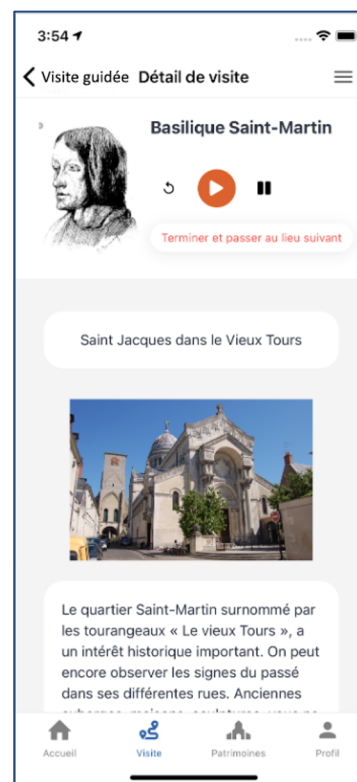 3:54
Visite guidée Détail de visite
Basilique Saint-Martin
Terminer et passer au lieu suivant
Saint Jacques dans le Vieux Tours
Le quartier Saint-Martin surnommé par
les tourangeaux « Le vieux Tours », a
un intérêt historique important. On peut
encore observer les signes du passé
dans ses différentes rues. Anciennes
Accueil
Visite
Patrimoines
Profil